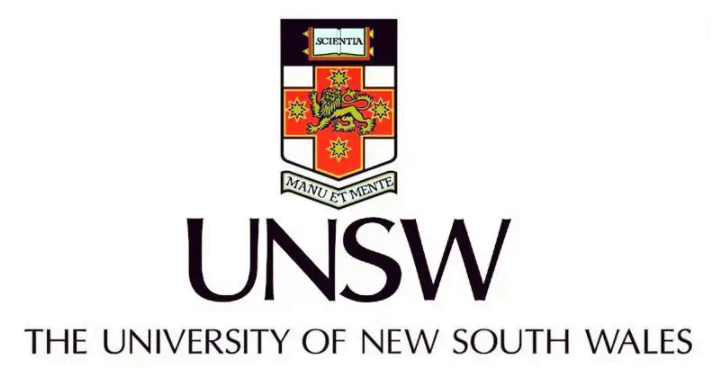 SCIENTIA
MANU ET MENTE
UNSW
THE UNIVERSITY OF NEW SOUTH WALES